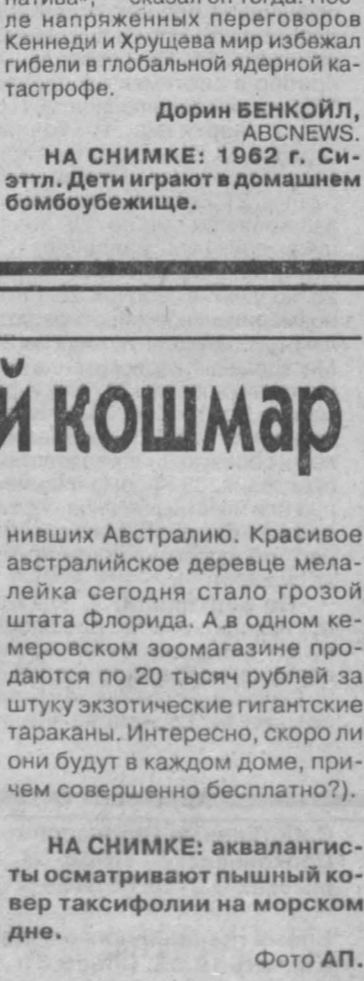 сказал он тогда. Пос-
ле напряженных переговоров
Кеннеди и Хрущева мир избежал
гибели в глобальной ядерной ка-
тастрофе.
Дорин БЕНКОЙЛ,
ABCNEWS.
НА СНИМКЕ: 1962 г. Си-
эттл. Дети играют в домашнем
бомбоубежище.
й кошмар
нивших Австралию. Красивое
австралийское деревце мела-
лейка сегодня стало грозой
штата Флорида. А в одном ке-
меровском зоомагазине про-
даются по 20 тысяч рублей за
штуку экзотические гигантские
тараканы. Интересно, скоро ли
они будут в каждом доме, при-
чем совершенно бесплатно?).
НА СНИМКЕ: аквалангис-
ты осматривают пышный ко-
вер таксифолии на морском
дне.
Фото АП.